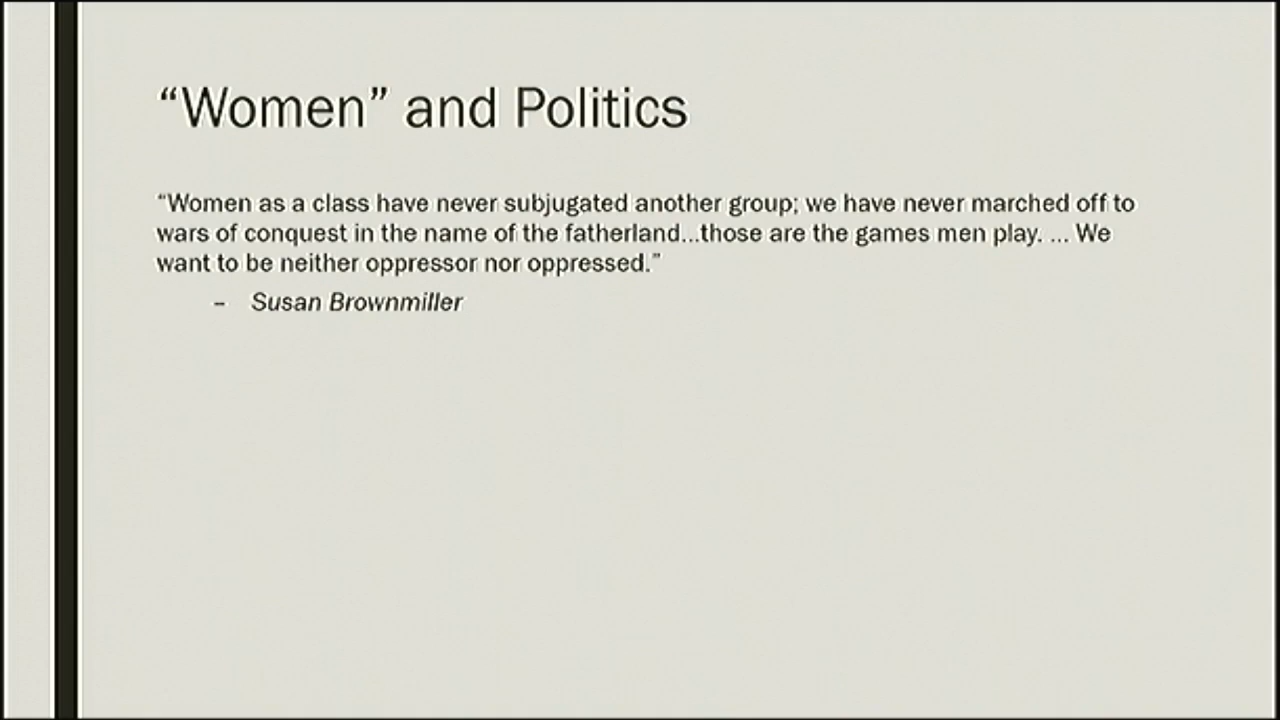 “Women” and Politics
“Women as a class have never subjugated another group; we have never marched off to
wars of conquest in the name of the fatherland...those are the games men play. ... We
want to be neither oppressor nor oppressed.”
– Susan Brownmiller